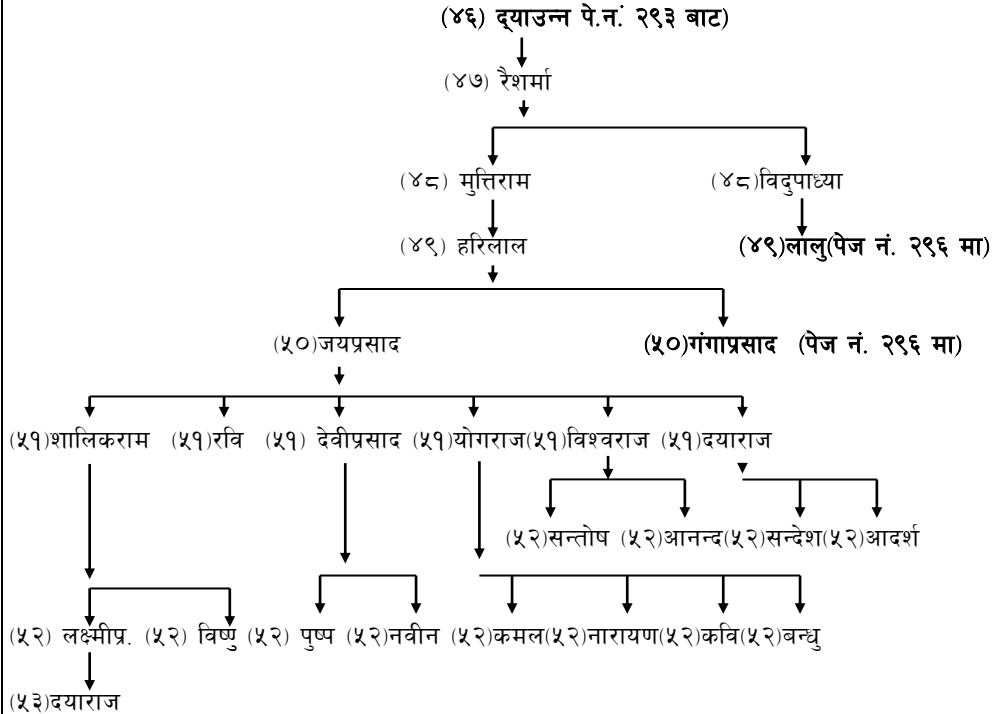 (४६) द्याउन्न पे.नं. २९३ बाट)
(४७) रैशर्मा
(४८) मुत्तिराम (४८)विदुपाध्या
(४९) हरिलाल (४९)लालु(पेज नं. २९६ मा)
(५०)जयप्रसाद (५०)गंगाप्रसाद (पेज नं. २९६ मा)
(५१)शालिकराम (५१)रवि (५१) देवीप्रसाद (५१)योगराज(५१)विश्वराज (५१)दयाराज
(५२)सन्तोष (५२)आनन्द(५२)सन्देश(५२)आदर्श
(५२) लक्ष्मीप्र. (५२) विष्णु (५२) पुष्प (५२)नवीन (५२)कमल(५२)नारायण(५२)कवि(५२)बन्धु
(५३)दयाराज